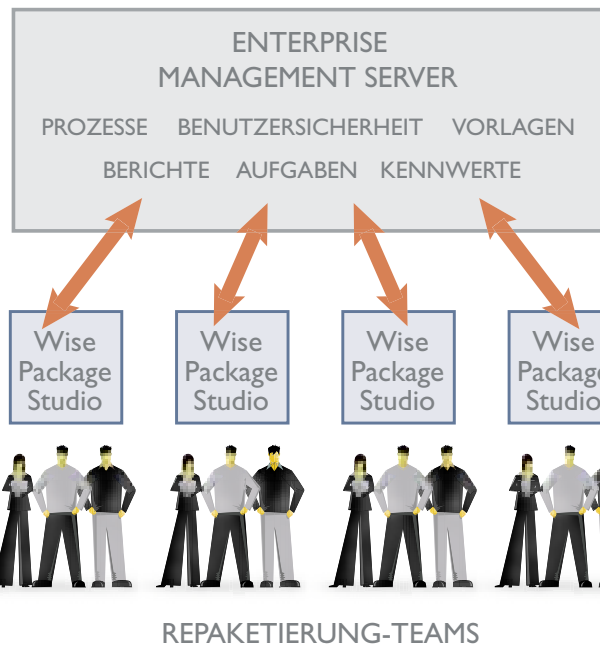 ENTERPRISE
MANAGEMENT SERVER
PROZESSE BENUTZERSICHERHEIT VORLAGEN
BERICHTE AUFGABEN KENNWERTE
Wise
Package
Studio
Wise
Package
Studio
Wise
Package
Studio
Wise
Package
Studio
REPAKETIERUNG-TEAMS